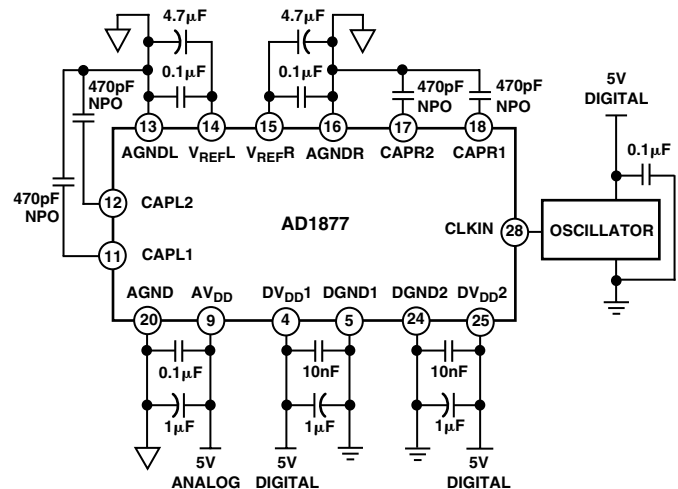 4.7μF
4.7μF
0.1μF
0.1μF
470pF
NPO
470pF
NPO
470pF
NPO
5V
DIGITAL
0.1μF
13
14
15
16
17
18
AGNDL
VREFL
VREFR
AGNDR
CAPR2
CAPR1
470pF
NPO
12
CAPL2
11
CAPL1
AD1877
CLKIN
28
OSCILLATOR
AGND
AVDD
DVDD1
DGND1
DGND2
DVDD2
20
9
4
5
24
25
0.1μF
10nF
10nF
1μF
1μF
1μF
5V
ANALOG
5V
DIGITAL
5V
DIGITAL